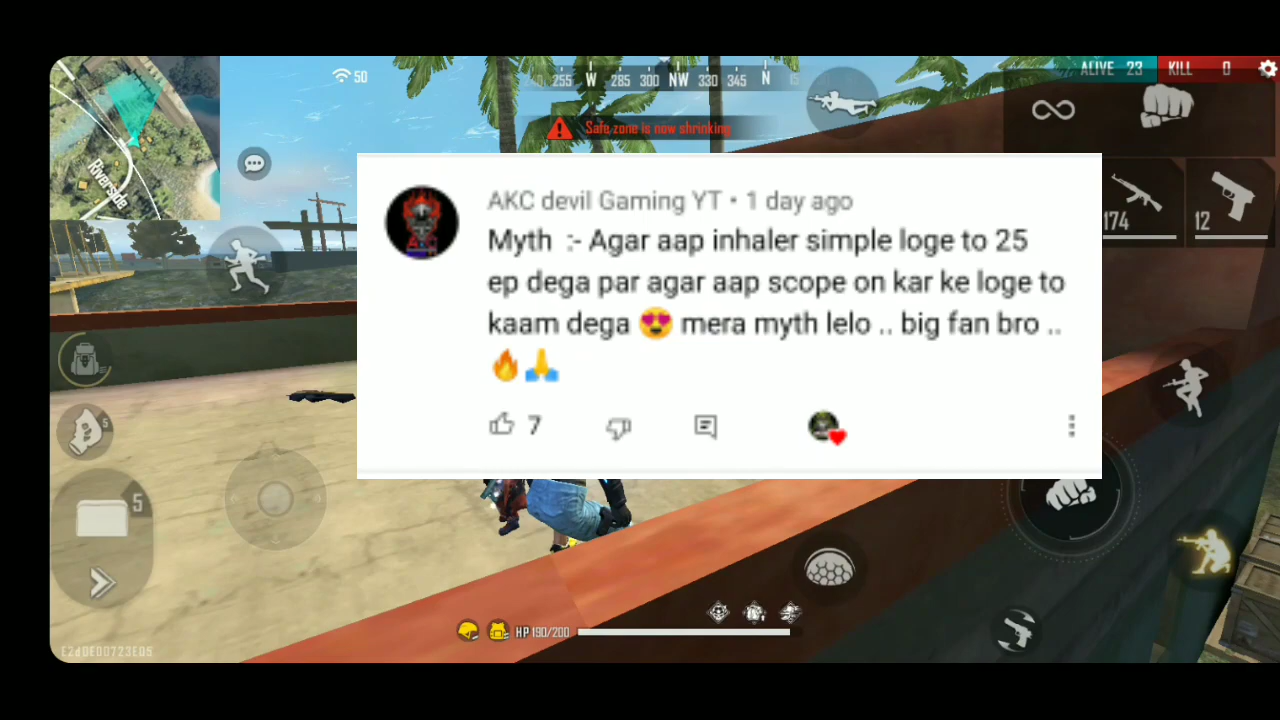 50
255 W 285 300 NW 330 345 N 15
ALIVE 23 KILL 0
Safe zone is now shrinking
Riverside
174
12
AKC devil Gaming YT • 1 day ago
Myth :- Agar aap inhaler simple loge to 25
ep dega par agar aap scope on kar ke loge to
kaam dega 😍 mera myth lelo .. big fan bro ..
🔥🙏
7
5
5
HP 190/200